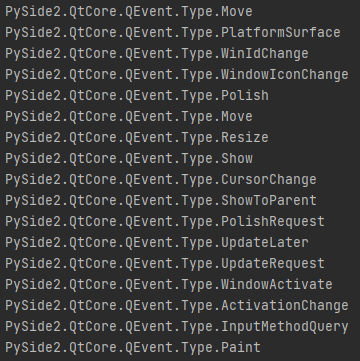 PySide2.QtCore.QEvent.Type.Move
PySide2.QtCore.QEvent.Type.PlatformSurface
PySide2.QtCore.QEvent.Type.WinIdChange
PySide2.QtCore.QEvent.Type.WindowIconChange
PySide2.QtCore.QEvent.Type.Polish
PySide2.QtCore.QEvent.Type.Move
PySide2.QtCore.QEvent.Type.Resize
PySide2.QtCore.QEvent.Type.Show
PySide2.QtCore.QEvent.Type.CursorChange
PySide2.QtCore.QEvent.Type.ShowToParent
PySide2.QtCore.QEvent.Type.PolishRequest
PySide2.QtCore.QEvent.Type.UpdateLater
PySide2.QtCore.QEvent.Type.UpdateRequest
PySide2.QtCore.QEvent.Type.WindowActivate
PySide2.QtCore.QEvent.Type.ActivationChange
PySide2.QtCore.QEvent.Type.InputMethodQuery
PySide2.QtCore.QEvent.Type.Paint